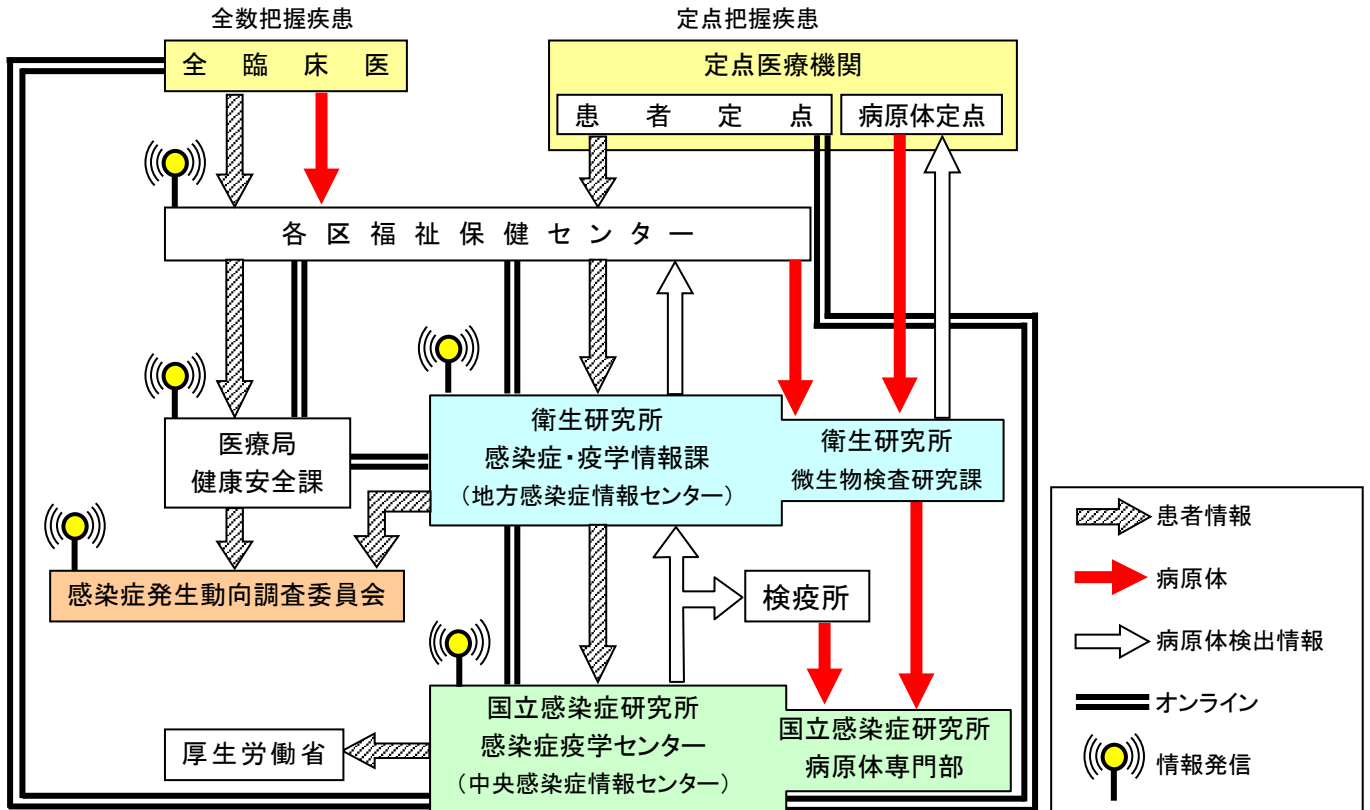 全数把握疾患
定点把握疾患
全臨床医
定点医療機関
患者定点
病原体定点
各区福祉保健センター
医療局
健康安全課
衛生研究所
感染症・疫学情報課
（地方感染症情報センター）
衛生研究所
微生物検査研究課
感染症発生動向調査委員会
検疫所
厚生労働省
国立感染症研究所
感染症疫学センター
（中央感染症情報センター）
国立感染症研究所
病原体専門部
患者情報
病原体
病原体検出情報
オンライン
情報発信